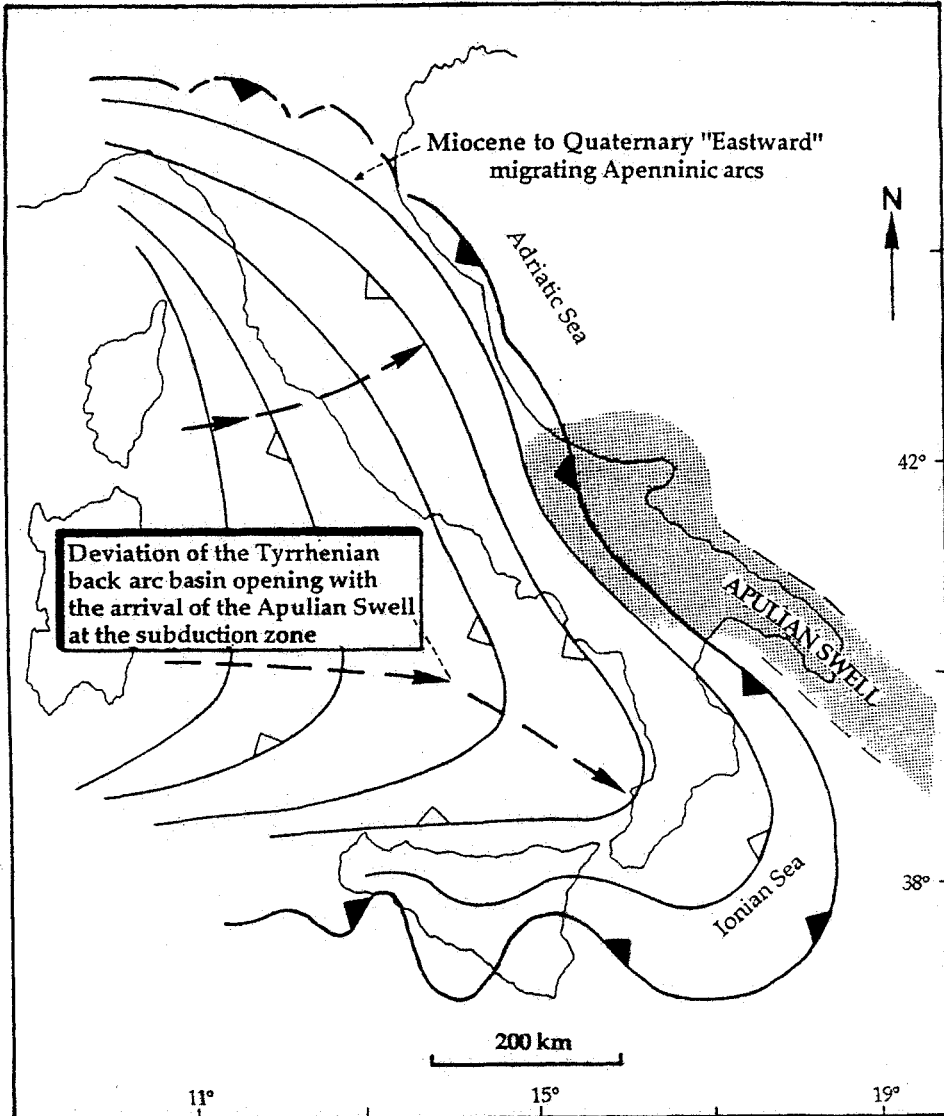 Miocene to Quaternary "Eastward"
migrating Apenninic arcs
N
Adriatic Sea
42°
Deviation of the Tyrrhenian
back arc basin opening with
the arrival of the Apulian Swell
at the subduction zone
APULIAN SWELL
38°
Ionian Sea
200 km
11°
15°
19°